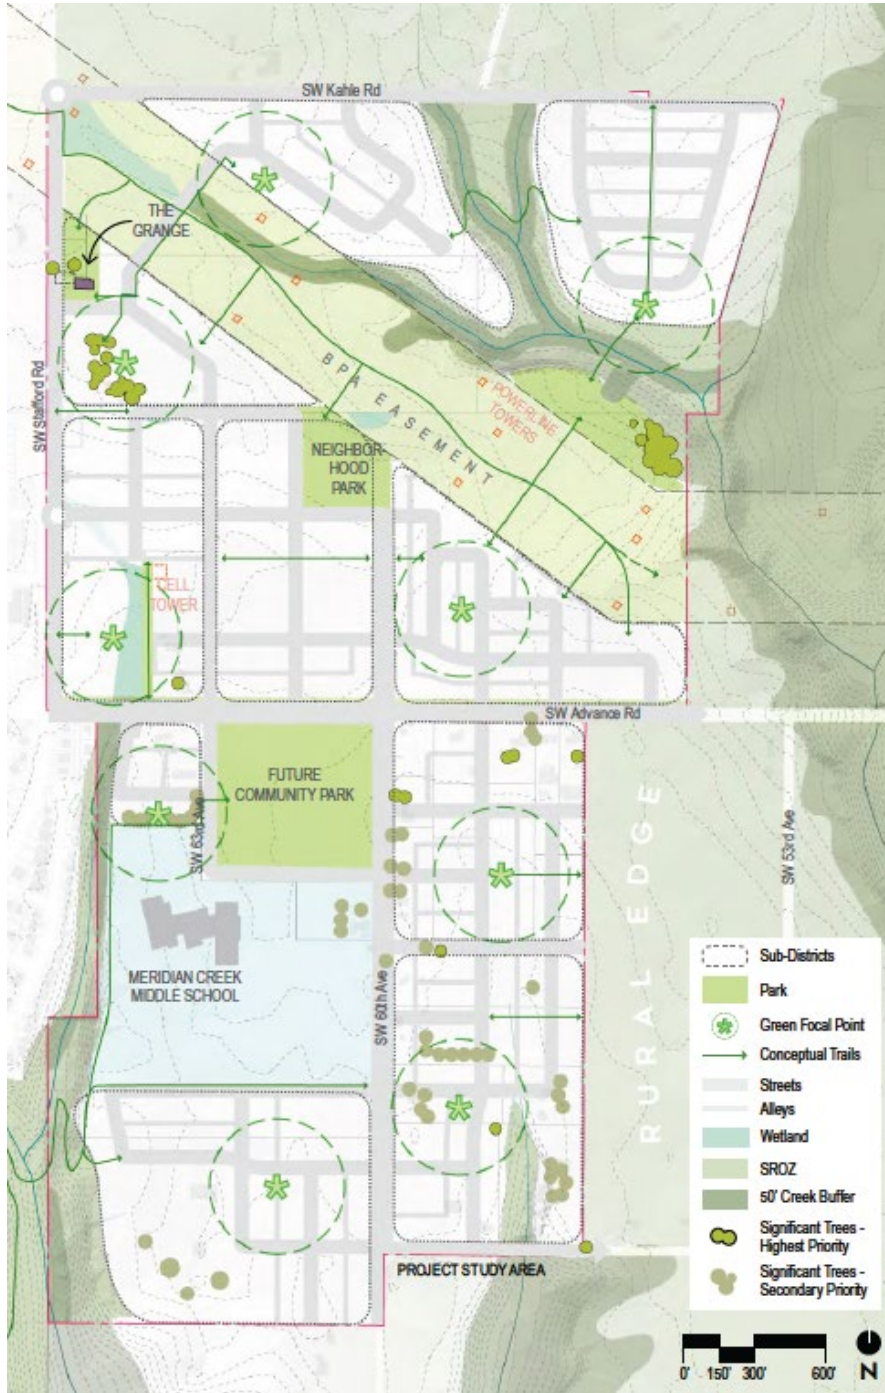 SW Kahle Rd
THE
GRANGE
SW Stafford Rd
BPA EASEMENT
POWERLINE
TOWERS
NEIGHBOR-
HOOD
PARK
CELL
TOWER
SW Advance Rd
FUTURE
COMMUNITY PARK
SW 63rd Ave
SW 53rd Ave
RURAL EDGE
MERIDIAN CREEK
MIDDLE SCHOOL
SW 60th Ave
PROJECT STUDY AREA
Sub-Districts
Park
Green Focal Point
Conceptual Trails
Streets
Alleys
Wetland
SROZ
50' Creek Buffer
Significant Trees -
Highest Priority
Significant Trees -
Secondary Priority
0' 150' 300' 600' N